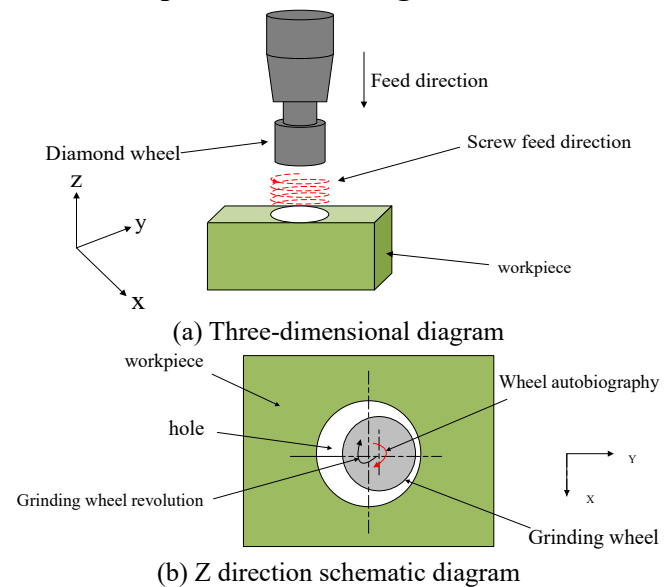 Feed direction
Diamond wheel
Screw feed direction
z
y
x
workpiece
(a) Three-dimensional diagram
workpiece
Wheel autobiography
hole
Y
X
Grinding wheel revolution
Grinding wheel
(b) Z direction schematic diagram